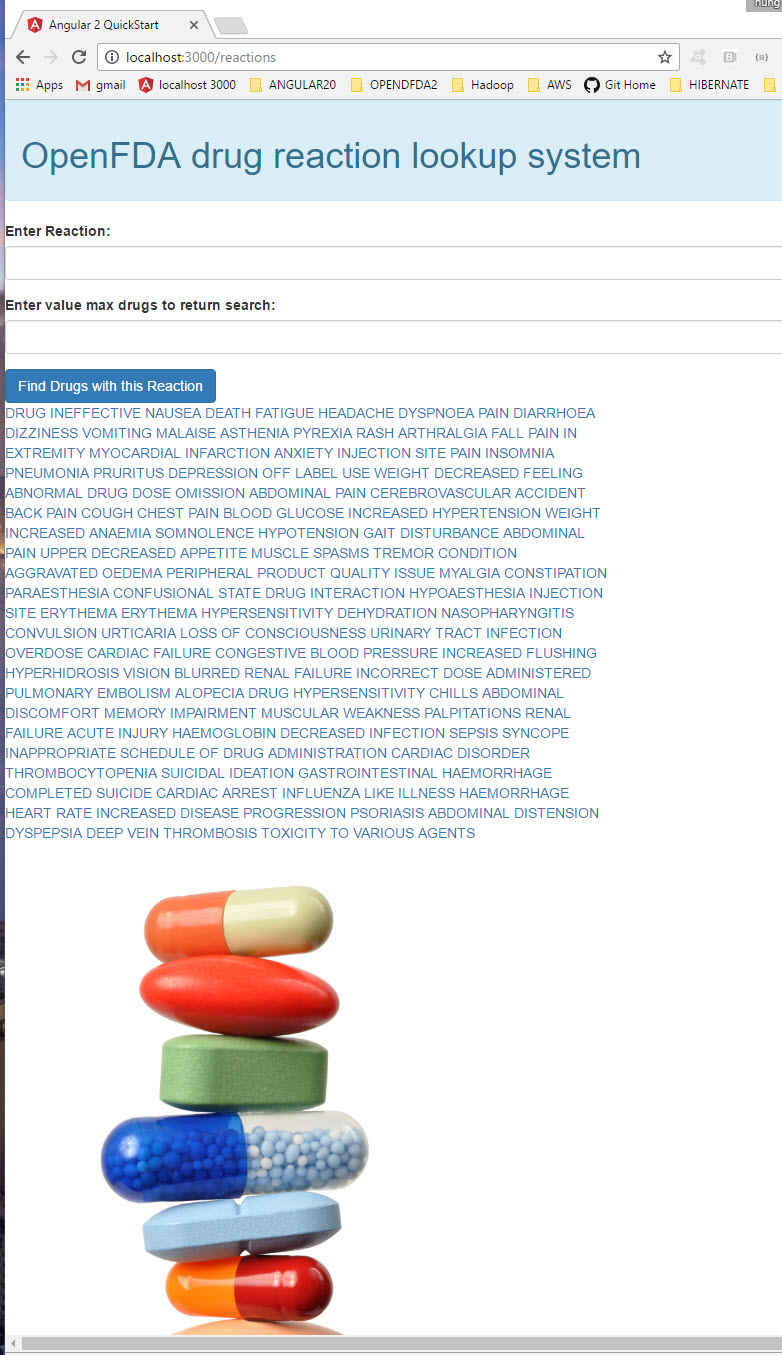 hung
Angular 2 QuickStart
localhost:3000/reactions
Apps gmail localhost 3000 ANGULAR20 OPENDFDA2 Hadoop AWS Git Home HIBERNATE
OpenFDA drug reaction lookup system
Enter Reaction:
Enter value max drugs to return search:
Find Drugs with this Reaction
DRUG INEFFECTIVE NAUSEA DEATH FATIGUE HEADACHE DYSPNOEA PAIN DIARRHOEA
DIZZINESS VOMITING MALAISE ASTHENIA PYREXIA RASH ARTHRALGIA FALL PAIN IN
EXTREMITY MYOCARDIAL INFARCTION ANXIETY INJECTION SITE PAIN INSOMNIA
PNEUMONIA PRURITUS DEPRESSION OFF LABEL USE WEIGHT DECREASED FEELING
ABNORMAL DRUG DOSE OMISSION ABDOMINAL PAIN CEREBROVASCULAR ACCIDENT
BACK PAIN COUGH CHEST PAIN BLOOD GLUCOSE INCREASED HYPERTENSION WEIGHT
INCREASED ANAEMIA SOMNOLENCE HYPOTENSION GAIT DISTURBANCE ABDOMINAL
PAIN UPPER DECREASED APPETITE MUSCLE SPASMS TREMOR CONDITION
AGGRAVATED OEDEMA PERIPHERAL PRODUCT QUALITY ISSUE MYALGIA CONSTIPATION
PARAESTHESIA CONFUSIONAL STATE DRUG INTERACTION HYPOAESTHESIA INJECTION
SITE ERYTHEMA ERYTHEMA HYPERSENSITIVITY DEHYDRATION NASOPHARYNGITIS
CONVULSION URTICARIA LOSS OF CONSCIOUSNESS URINARY TRACT INFECTION
OVERDOSE CARDIAC FAILURE CONGESTIVE BLOOD PRESSURE INCREASED FLUSHING
HYPERHIDROSIS VISION BLURRED RENAL FAILURE INCORRECT DOSE ADMINISTERED
PULMONARY EMBOLISM ALOPECIA DRUG HYPERSENSITIVITY CHILLS ABDOMINAL
DISCOMFORT MEMORY IMPAIRMENT MUSCULAR WEAKNESS PALPITATIONS RENAL
FAILURE ACUTE INJURY HAEMOGLOBIN DECREASED INFECTION SEPSIS SYNCOPE
INAPPROPRIATE SCHEDULE OF DRUG ADMINISTRATION CARDIAC DISORDER
THROMBOCYTOPENIA SUICIDAL IDEATION GASTROINTESTINAL HAEMORRHAGE
COMPLETED SUICIDE CARDIAC ARREST INFLUENZA LIKE ILLNESS HAEMORRHAGE
HEART RATE INCREASED DISEASE PROGRESSION PSORIASIS ABDOMINAL DISTENSION
DYSPEPSIA DEEP VEIN THROMBOSIS TOXICITY TO VARIOUS AGENTS